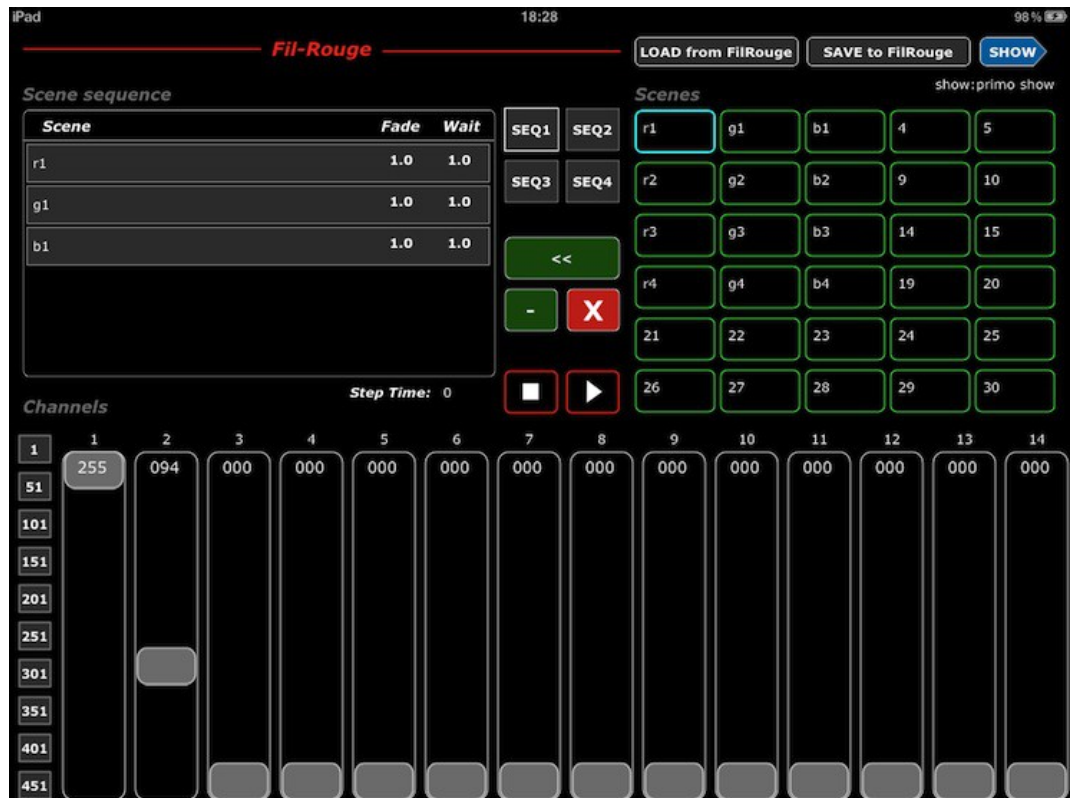 iPad 18:28 98%
Fil-Rouge LOAD from FilRouge SAVE to FilRouge SHOW
show:primo show
Scene sequence Scenes
Scene Fade Wait SEQ1 SEQ2 r1 g1 b1 4 5
r1 1.0 1.0
SEQ3 SEQ4 r2 g2 b2 9 10
g1 1.0 1.0
r3 g3 b3 14 15
b1 1.0 1.0
<<
r4 g4 b4 19 20
- X
21 22 23 24 25
Step Time: 0 26 27 28 29 30
Channels
1 2 3 4 5 6 7 8 9 10 11 12 13 14
1
255 094 000 000 000 000 000 000 000 000 000 000 000 000
51
101
151
201
251
301
351
401
451